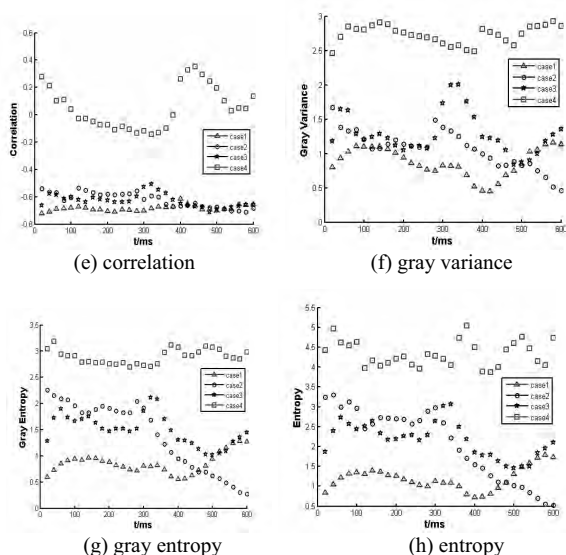 0.8
0.6
0.4
0.2
0
-0.2
-0.4
-0.6
-0.8
Correlation
case1
case2
case3
case4
0 100 200 300 400 500 600
t/ms
(e) correlation
3
2.5
2
1.5
1
0.5
0
Gray Variance
case1
case2
case3
case4
0 100 200 300 400 500 600
t/ms
(f) gray variance
3.5
3
2.5
2
1.5
1
0.5
0
Gray Entropy
case1
case2
case3
case4
0 100 200 300 400 500 600
t/ms
(g) gray entropy
5.5
5
4.5
4
3.5
3
2.5
2
1.5
1
0.5
Entropy
case1
case2
case3
case4
0 100 200 300 400 500 600
t/ms
(h) entropy